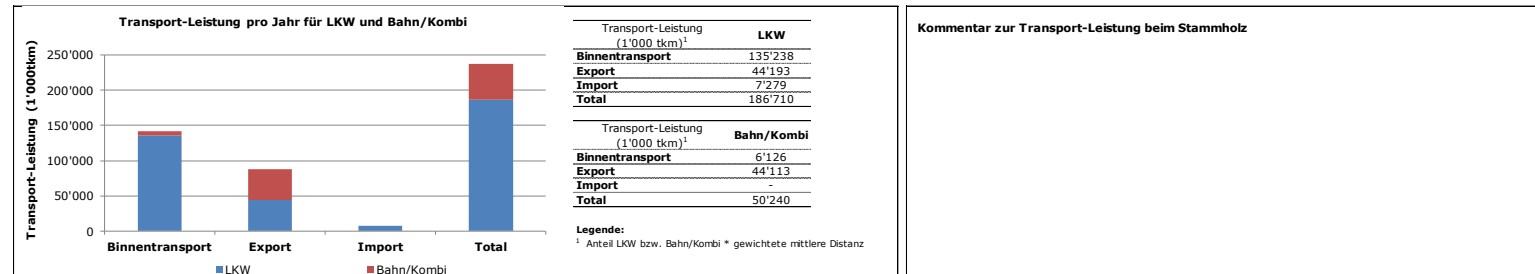 Transport-Leistung pro Jahr für LKW und Bahn/Kombi
Transport-Leistung (1'000tkm)
250'000
200'000
150'000
100'000
50'000
0
Binnentransport Export Import Total
LKW Bahn/Kombi
Transport-Leistung
(1'000 tkm)¹ LKW
Binnentransport 135'238
Export 44'193
Import 7'279
Total 186'710
Transport-Leistung
(1'000 tkm)¹ Bahn/Kombi
Binnentransport 6'126
Export 44'113
Import -
Total 50'240
Legende:
¹ Anteil LKW bzw. Bahn/Kombi * gewichtete mittlere Distanz
Kommentar zur Transport-Leistung beim Stammholz